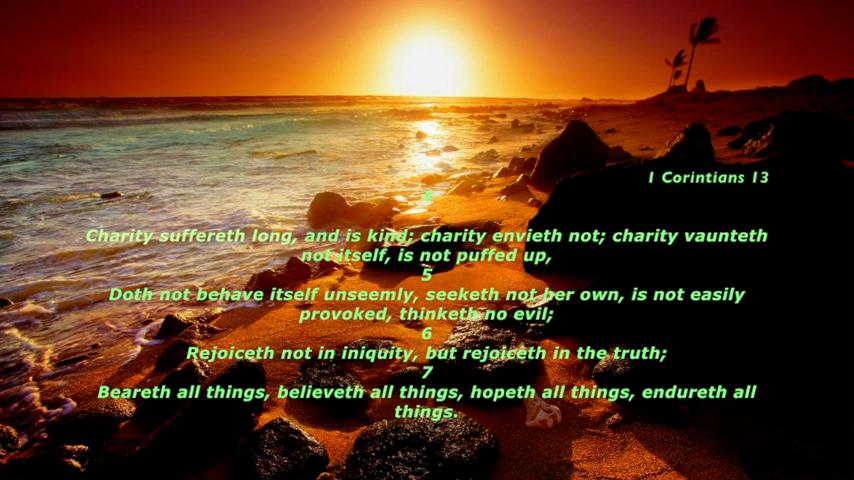 1 Corinthians 13
4
Charity suffereth long, and is kind; charity envieth not; charity vaunteth
not itself, is not puffed up,
5
Doth not behave itself unseemly, seeketh not her own, is not easily
provoked, thinketh no evil;
6
Rejoiceth not in iniquity, but rejoiceth in the truth;
7
Beareth all things, believeth all things, hopeth all things, endureth all
things.